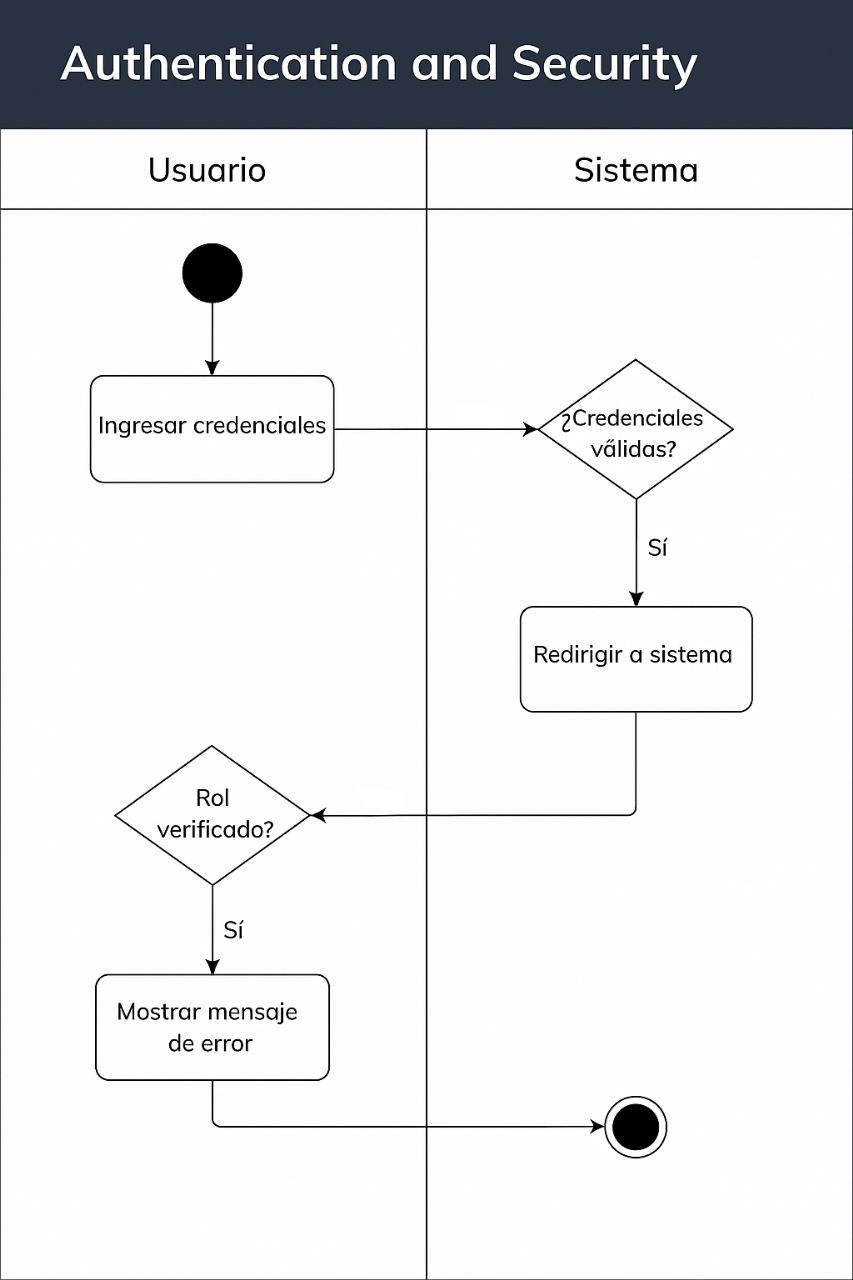 Authentication and Security
Usuario
Sistema
Ingresar credenciales
¿Credenciales
válidas?
Sí
Redirigir a sistema
Rol
verificado?
Sí
Mostrar mensaje
de error